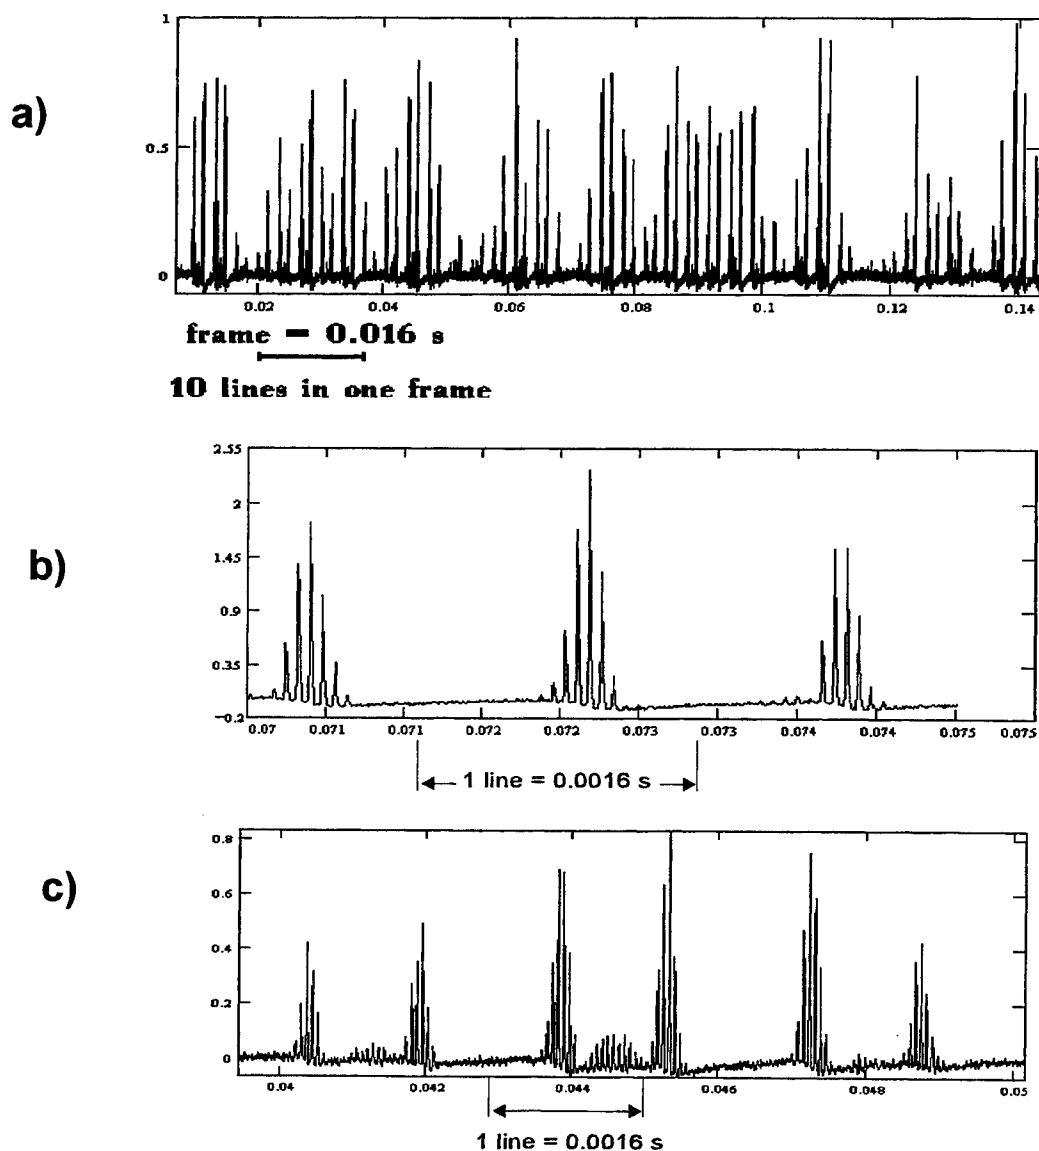 a)
1
0.5
0
0.02 0.04 0.06 0.08 0.1 0.12 0.14
frame = 0.016 s
10 lines in one frame
b)
2.55
2
1.45
0.9
0.35
−0.2
0.07 0.071 0.071 0.072 0.072 0.073 0.073 0.074 0.074 0.075 0.075
1 line = 0.0016 s
c)
0.8
0.6
0.4
0.2
0
0.04 0.042 0.044 0.046 0.048 0.05
1 line = 0.0016 s